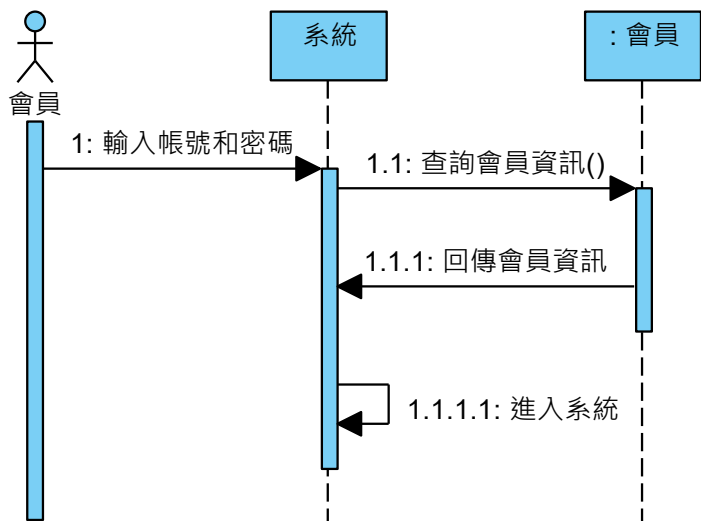 系統
: 會員
會員
1: 輸入帳號和密碼
1.1: 查詢會員資訊()
1.1.1: 回傳會員資訊
1.1.1.1: 進入系統